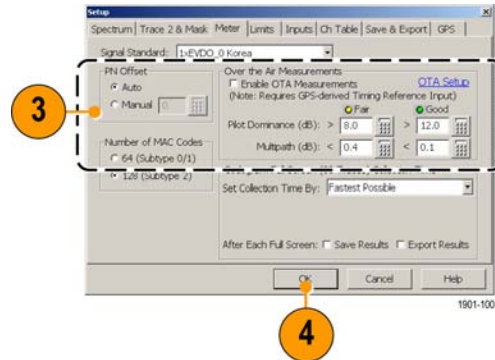 Setup
Spectrum | Trace 2 & Mask | Meter | Limits | Inputs | Ch Table | Save & Export | GPS
Signal Standard: 1xEVDO_0 Korea
PN Offset
Auto
Manual 0
Number of MAC Codes
64 (Subtype 0/1)
128 (Subtype 2)
Over the Air Measurements
Enable OTA Measurements OTA Setup
(Note: Requires GPS-derived Timing Reference Input)
Fair Good
Pilot Dominance (dB): > 8.0 > 12.0
Multipath (dB): < 0.4 < 0.1
Set Collection Time By: Fastest Possible
After Each Full Screen: Save Results Export Results
OK Cancel Help
3
4
1901-100